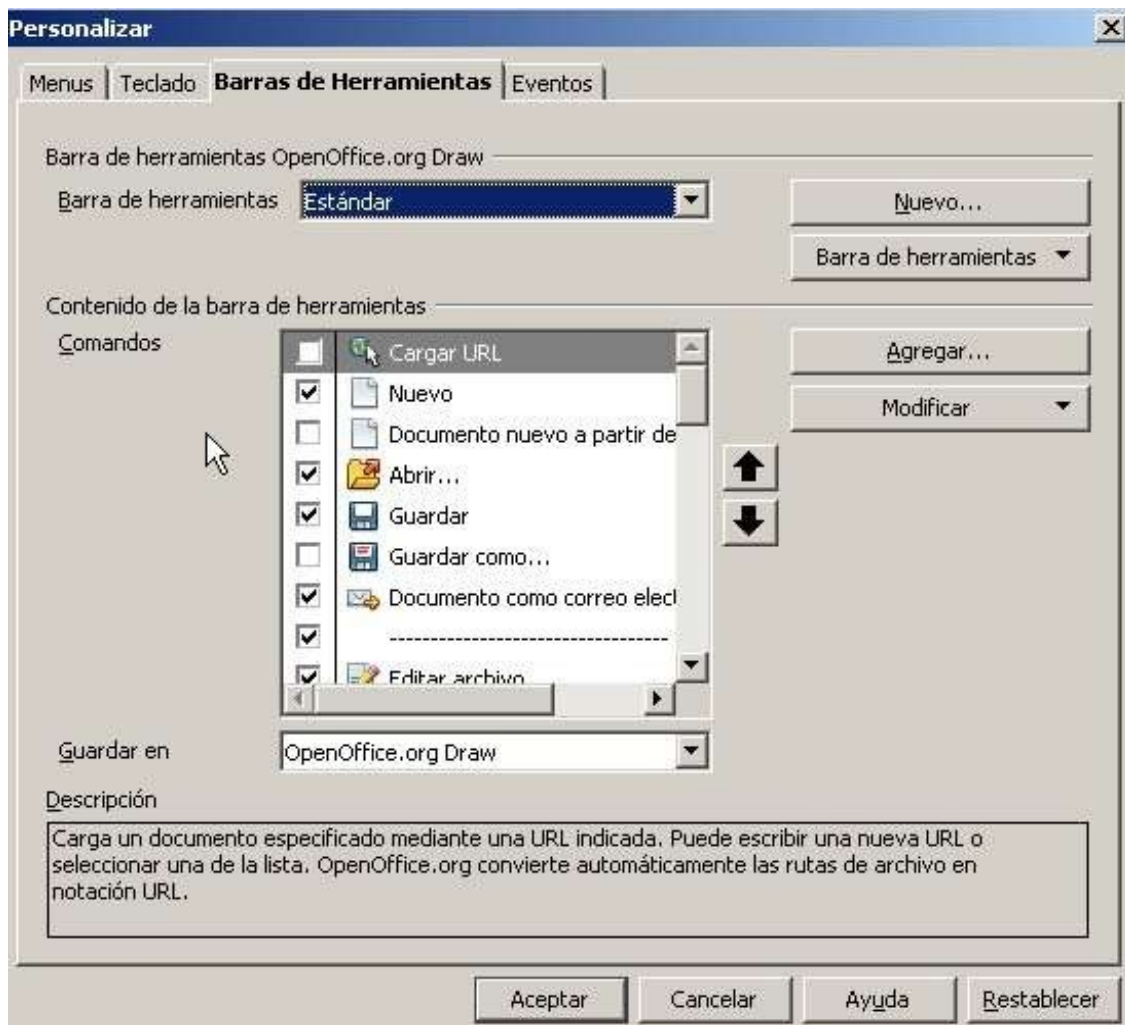 Personalizar
Menus Teclado Barras de Herramientas Eventos
Barra de herramientas OpenOffice.org Draw
Barra de herramientas Estándar Nuevo...
Barra de herramientas
Contenido de la barra de herramientas
Comandos Cargar URL Agregar...
Nuevo Modificar
Documento nuevo a partir de
Abrir...
Guardar
Guardar como...
Documento como correo elect
---------------------------------
Editar archivo
Guardar en OpenOffice.org Draw
Descripción
Carga un documento especificado mediante una URL indicada. Puede escribir una nueva URL o
seleccionar una de la lista. OpenOffice.org convierte automáticamente las rutas de archivo en
notación URL.
Aceptar Cancelar Ayuda Restablecer